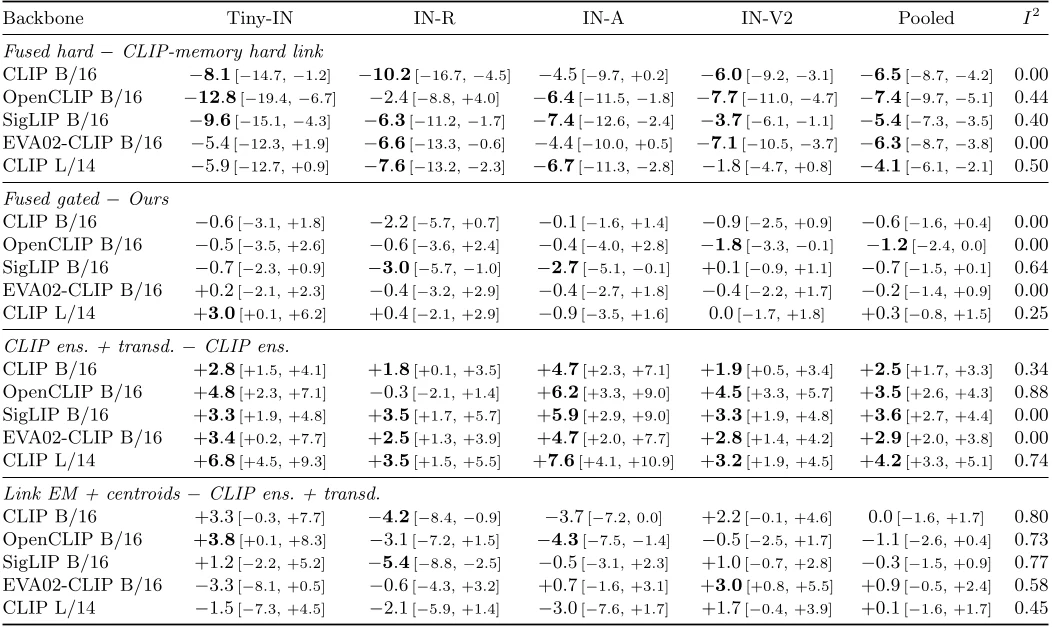 Backbone Tiny-IN IN-R IN-A IN-V2 Pooled I²
Fused hard − CLIP-memory hard link
CLIP B/16 −8.1 [−14.7, −1.2] −10.2 [−16.7, −4.5] −4.5 [−9.7, +0.2] −6.0 [−9.2, −3.1] −6.5 [−8.7, −4.2] 0.00
OpenCLIP B/16 −12.8 [−19.4, −6.7] −2.4 [−8.8, +4.0] −6.4 [−11.5, −1.8] −7.7 [−11.0, −4.7] −7.4 [−9.7, −5.1] 0.44
SigLIP B/16 −9.6 [−15.1, −4.3] −6.3 [−11.2, −1.7] −7.4 [−12.6, −2.4] −3.7 [−6.1, −1.1] −5.4 [−7.3, −3.5] 0.40
EVA02-CLIP B/16 −5.4 [−12.3, +1.9] −6.6 [−13.3, −0.6] −4.4 [−10.0, +0.5] −7.1 [−10.5, −3.7] −6.3 [−8.7, −3.8] 0.00
CLIP L/14 −5.9 [−12.7, +0.9] −7.6 [−13.2, −2.3] −6.7 [−11.3, −2.8] −1.8 [−4.7, +0.8] −4.1 [−6.1, −2.1] 0.50
Fused gated − Ours
CLIP B/16 −0.6 [−3.1, +1.8] −2.2 [−5.7, +0.7] −0.1 [−1.6, +1.4] −0.9 [−2.5, +0.9] −0.6 [−1.6, +0.4] 0.00
OpenCLIP B/16 −0.5 [−3.5, +2.6] −0.6 [−3.6, +2.4] −0.4 [−4.0, +2.8] −1.8 [−3.3, −0.1] −1.2 [−2.4, 0.0] 0.00
SigLIP B/16 −0.7 [−2.3, +0.9] −3.0 [−5.7, −1.0] −2.7 [−5.1, −0.1] +0.1 [−0.9, +1.1] −0.7 [−1.5, +0.1] 0.64
EVA02-CLIP B/16 +0.2 [−2.1, +2.3] −0.4 [−3.2, +2.9] −0.4 [−2.7, +1.8] −0.4 [−2.2, +1.7] −0.2 [−1.4, +0.9] 0.00
CLIP L/14 +3.0 [+0.1, +6.2] +0.4 [−2.1, +2.9] −0.9 [−3.5, +1.6] 0.0 [−1.7, +1.8] +0.3 [−0.8, +1.5] 0.25
CLIP ens. + transd. − CLIP ens.
CLIP B/16 +2.8 [+1.5, +4.1] +1.8 [+0.1, +3.5] +4.7 [+2.3, +7.1] +1.9 [+0.5, +3.4] +2.5 [+1.7, +3.3] 0.34
OpenCLIP B/16 +4.8 [+2.3, +7.1] −0.3 [−2.1, +1.4] +6.2 [+3.3, +9.0] +4.5 [+3.3, +5.7] +3.5 [+2.6, +4.3] 0.88
SigLIP B/16 +3.3 [+1.9, +4.8] +3.5 [+1.7, +5.7] +5.9 [+2.9, +9.0] +3.3 [+1.9, +4.8] +3.6 [+2.7, +4.4] 0.00
EVA02-CLIP B/16 +3.4 [+0.2, +7.7] +2.5 [+1.3, +3.9] +4.7 [+2.0, +7.7] +2.8 [+1.4, +4.2] +2.9 [+2.0, +3.8] 0.00
CLIP L/14 +6.8 [+4.5, +9.3] +3.5 [+1.5, +5.5] +7.6 [+4.1, +10.9] +3.2 [+1.9, +4.5] +4.2 [+3.3, +5.1] 0.74
Link EM + centroids − CLIP ens. + transd.
CLIP B/16 +3.3 [−0.3, +7.7] −4.2 [−8.4, −0.9] −3.7 [−7.2, 0.0] +2.2 [−0.1, +4.6] 0.0 [−1.6, +1.7] 0.80
OpenCLIP B/16 +3.8 [+0.1, +8.3] −3.1 [−7.2, +1.5] −4.3 [−7.5, −1.4] −0.5 [−2.5, +1.7] −1.1 [−2.6, +0.4] 0.73
SigLIP B/16 +1.2 [−2.2, +5.2] −5.4 [−8.8, −2.5] −0.5 [−3.1, +2.3] +1.0 [−0.7, +2.8] −0.3 [−1.5, +0.9] 0.77
EVA02-CLIP B/16 −3.3 [−8.1, +0.5] −0.6 [−4.3, +3.2] +0.7 [−1.6, +3.1] +3.0 [+0.8, +5.5] +0.9 [−0.5, +2.4] 0.58
CLIP L/14 −1.5 [−7.3, +4.5] −2.1 [−5.9, +1.4] −3.0 [−7.6, +1.7] +1.7 [−0.4, +3.9] +0.1 [−1.6, +1.7] 0.45